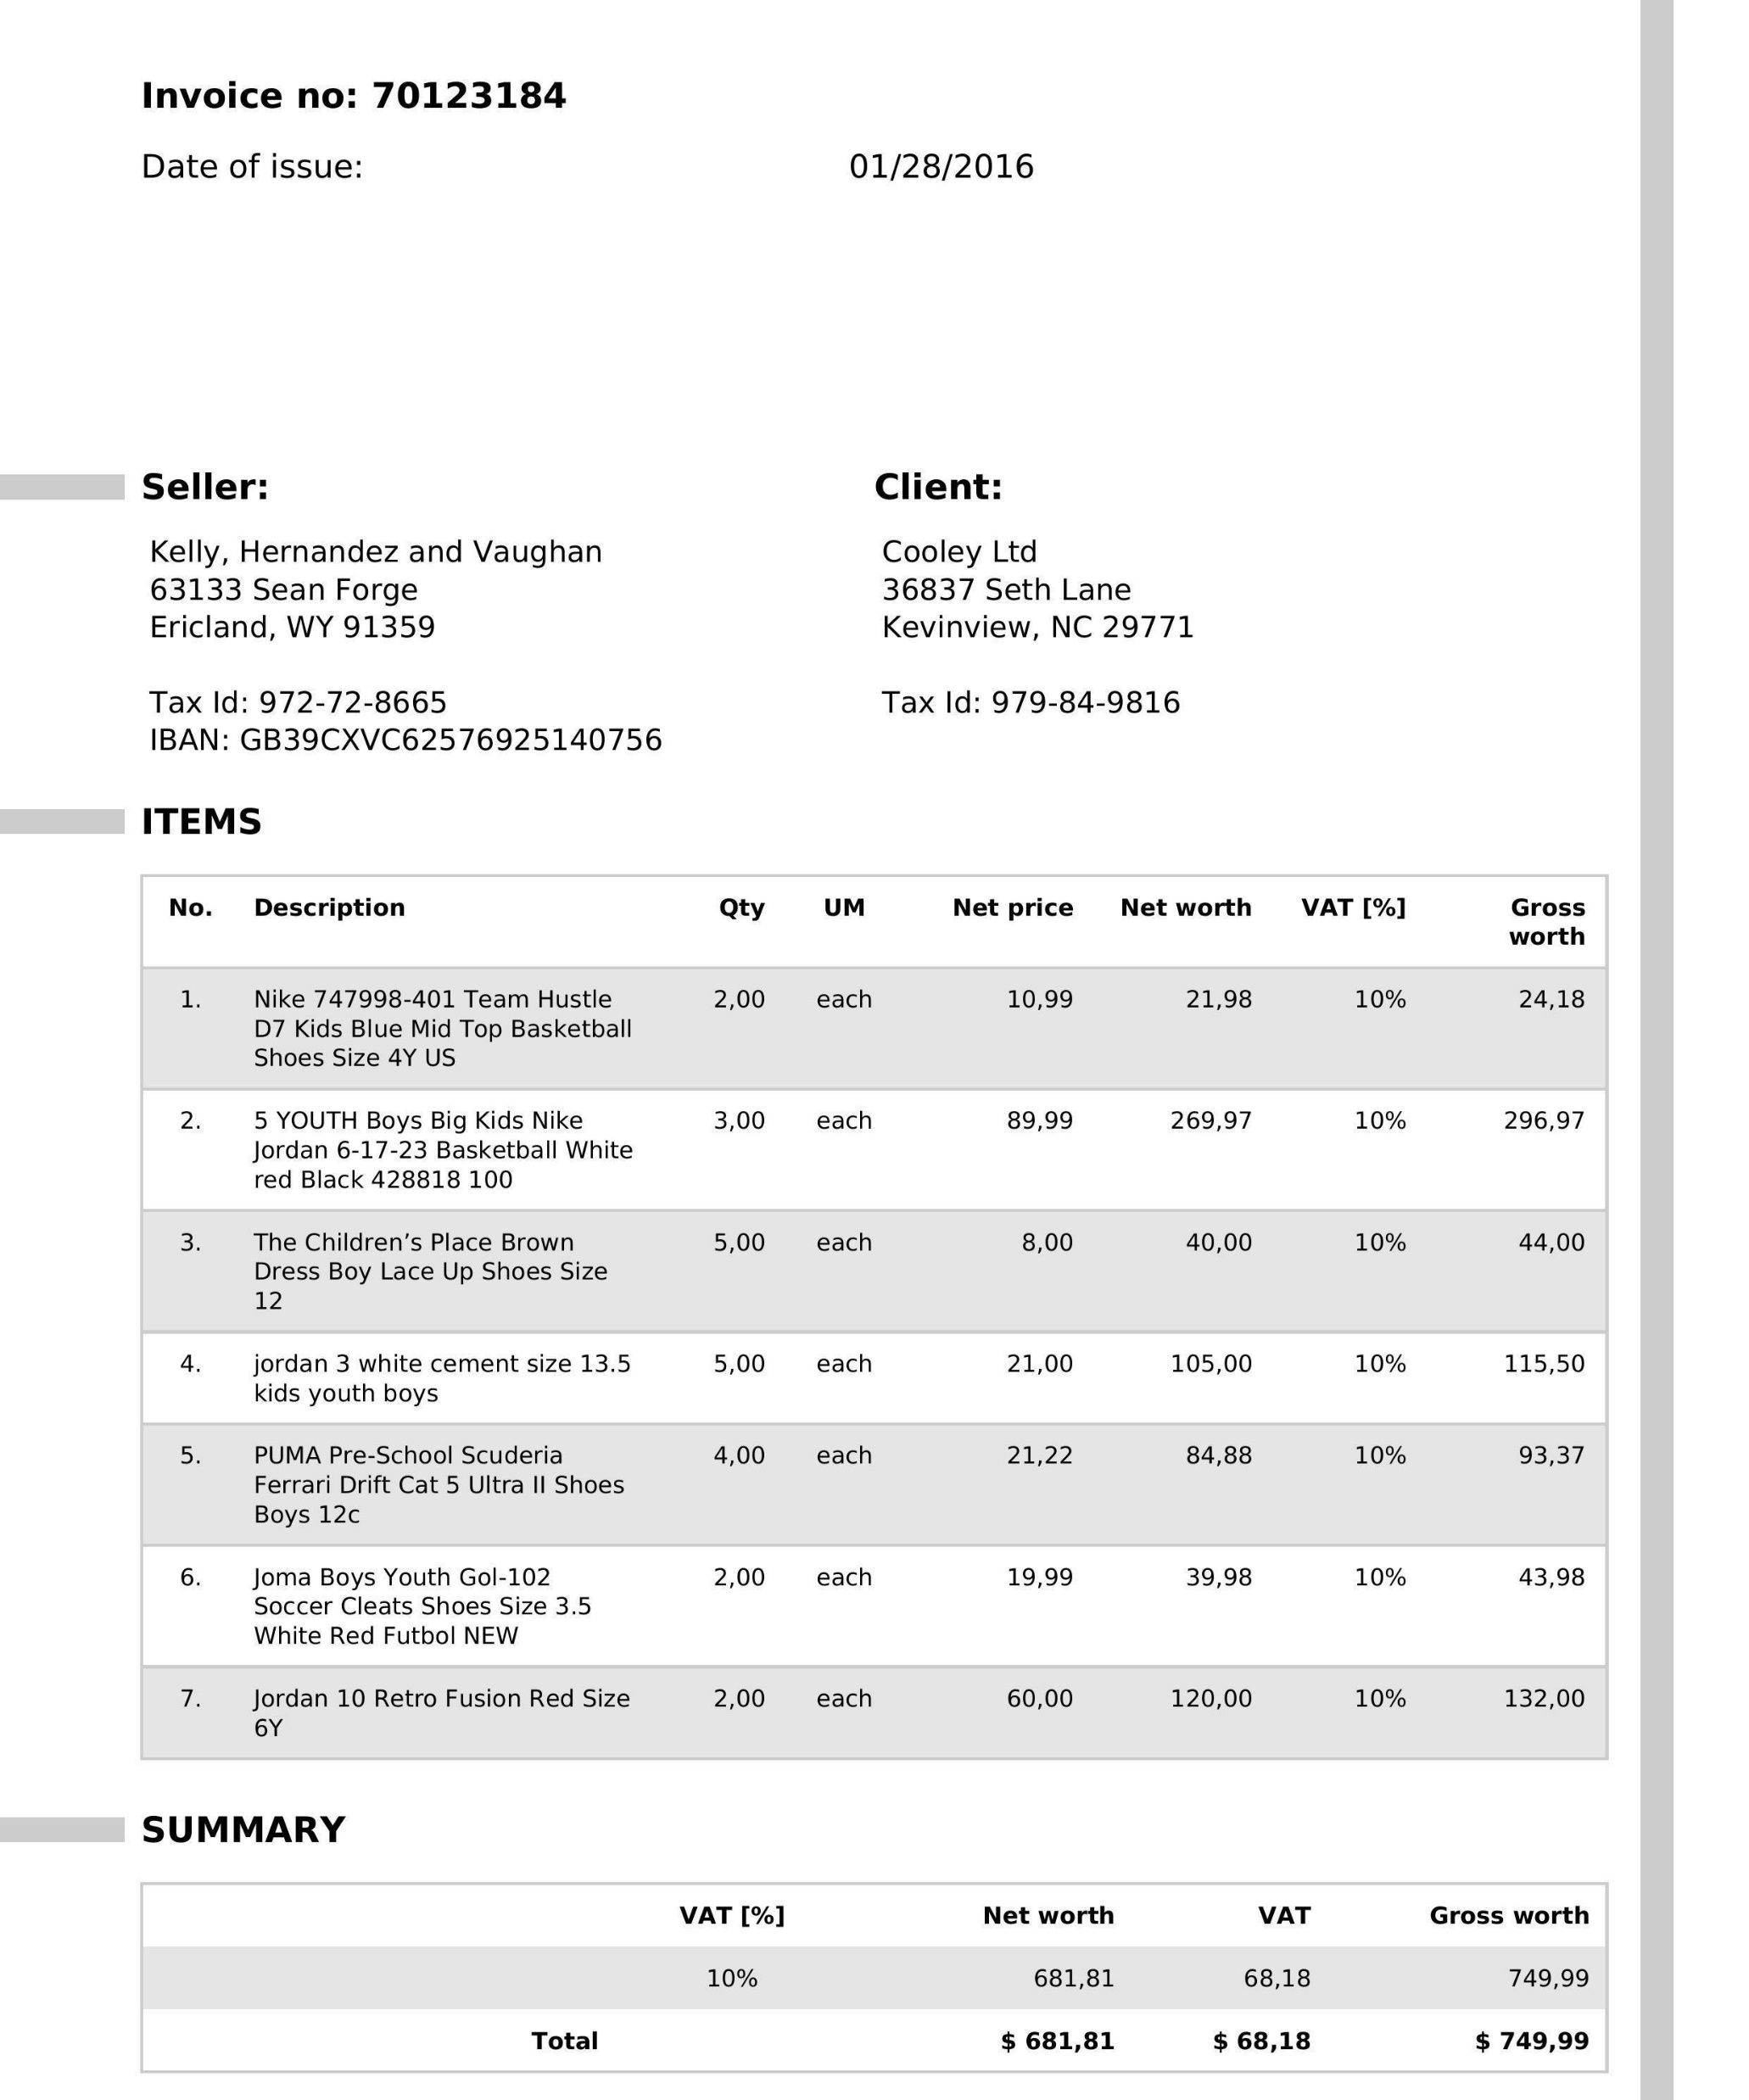 Invoice no: 70123184
Date of issue: 01/28/2016
Seller:
Kelly, Hernandez and Vaughan
63133 Sean Forge
Ericland, WY 91359
Tax Id: 972-72-8665
IBAN: GB39CXVC62576925140756
Client:
Cooley Ltd
36837 Seth Lane
Kevinview, NC 29771
Tax Id: 979-84-9816
ITEMS
No. Description Qty UM Net price Net worth VAT [%] Gross
worth
1. Nike 747998-401 Team Hustle 2,00 each 10,99 21,98 10% 24,18
D7 Kids Blue Mid Top Basketball
Shoes Size 4Y US
2. 5 YOUTH Boys Big Kids Nike 3,00 each 89,99 269,97 10% 296,97
Jordan 6-17-23 Basketball White
red Black 428818 100
3. The Children’s Place Brown 5,00 each 8,00 40,00 10% 44,00
Dress Boy Lace Up Shoes Size
12
4. jordan 3 white cement size 13.5 5,00 each 21,00 105,00 10% 115,50
kids youth boys
5. PUMA Pre-School Scuderia 4,00 each 21,22 84,88 10% 93,37
Ferrari Drift Cat 5 Ultra II Shoes
Boys 12c
6. Joma Boys Youth Gol-102 2,00 each 19,99 39,98 10% 43,98
Soccer Cleats Shoes Size 3.5
White Red Futbol NEW
7. Jordan 10 Retro Fusion Red Size 2,00 each 60,00 120,00 10% 132,00
6Y
SUMMARY
VAT [%] Net worth VAT Gross worth
10% 681,81 68,18 749,99
Total $ 681,81 $ 68,18 $ 749,99